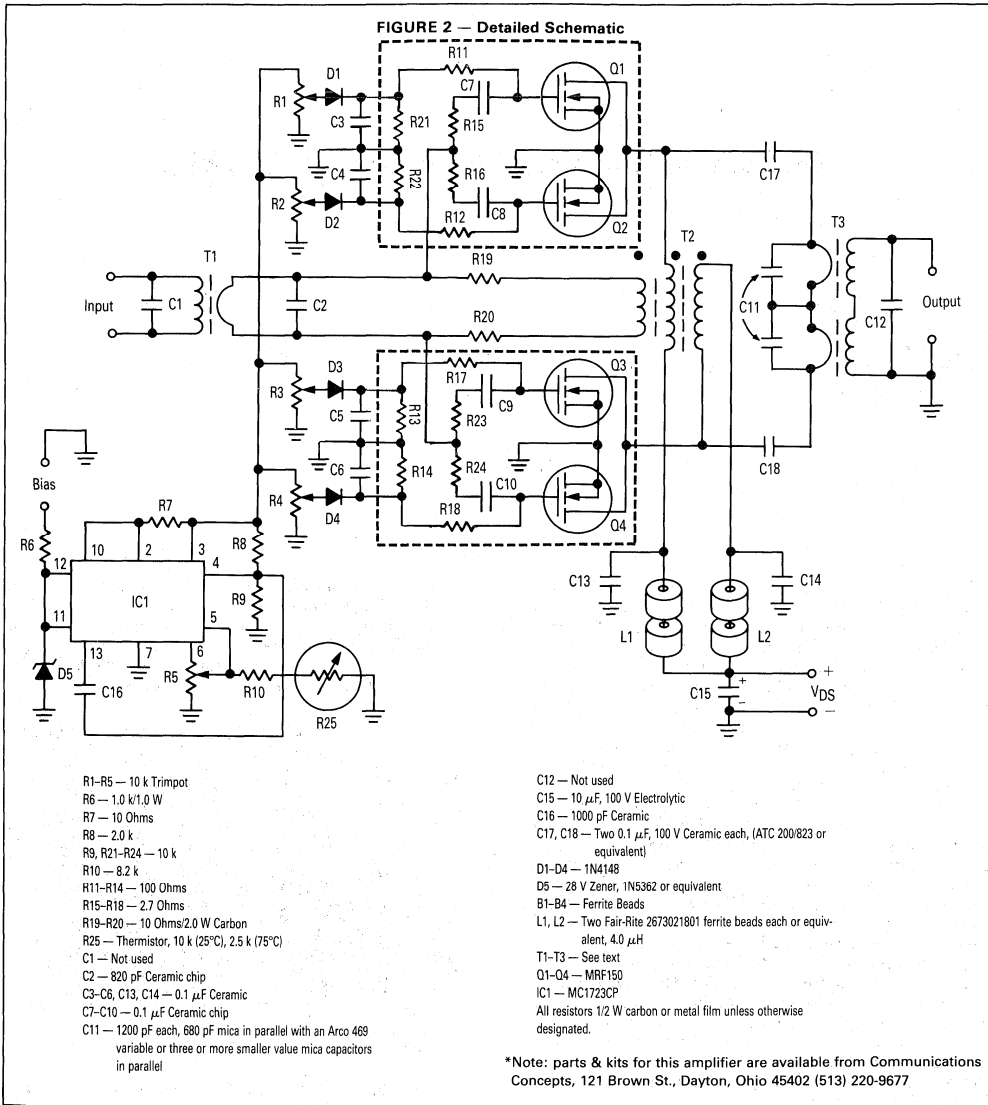 FIGURE 2 — Detailed Schematic
R11
Q1
D1
C7
R1
C3
R21
R15
C4
R22
R16
C17
R2
D2
C8
R12
Q2
T3
T1
R19
T2
Input
C1
C2
C11
C12
Output
R20
D3
R17
Q3
R3
C5
R13
C9
R23
C6
R14
R24
C18
Bias
R4
C10
D4
R18
Q4
R7
R6
10
2
3
R8
12
4
C13
C14
IC1
R9
11
5
L1
L2
13
7
6
D5
C16
R5
R10
C15
+
+
VDS
−
−
R25
R1–R5 — 10 k Trimpot
R6 — 1.0 k/1.0 W
R7 — 10 Ohms
R8 — 2.0 k
R9, R21–R24 — 10 k
R10 — 8.2 k
R11–R14 — 100 Ohms
R15–R18 — 2.7 Ohms
R19–R20 — 10 Ohms/2.0 W Carbon
R25 — Thermistor, 10 k (25°C), 2.5 k (75°C)
C1 — Not used
C2 — 820 pF Ceramic chip
C3–C6, C13, C14 — 0.1 μF Ceramic
C7–C10 — 0.1 μF Ceramic chip
C11 — 1200 pF each, 680 pF mica in parallel with an Arco 469
variable or three or more smaller value mica capacitors
in parallel
C12 — Not used
C15 — 10 μF, 100 V Electrolytic
C16 — 1000 pF Ceramic
C17, C18 — Two 0.1 μF, 100 V Ceramic each, (ATC 200/823 or
equivalent)
D1–D4 — 1N4148
D5 — 28 V Zener, 1N5362 or equivalent
B1–B4 — Ferrite Beads
L1, L2 — Two Fair-Rite 2673021801 ferrite beads each or equiv-
alent, 4.0 μH
T1–T3 — See text
Q1–Q4 — MRF150
IC1 — MC1723CP
All resistors 1/2 W carbon or metal film unless otherwise
designated.
*Note: parts & kits for this amplifier are available from Communications
Concepts, 121 Brown St., Dayton, Ohio 45402 (513) 220-9677